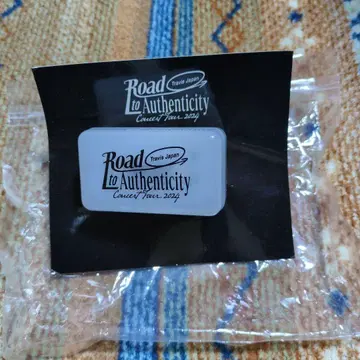 Road
Travis Japan
to Authenticity
Concert Tour 2024
Road
Travis Japan
to Authenticity
Concert Tour 2024